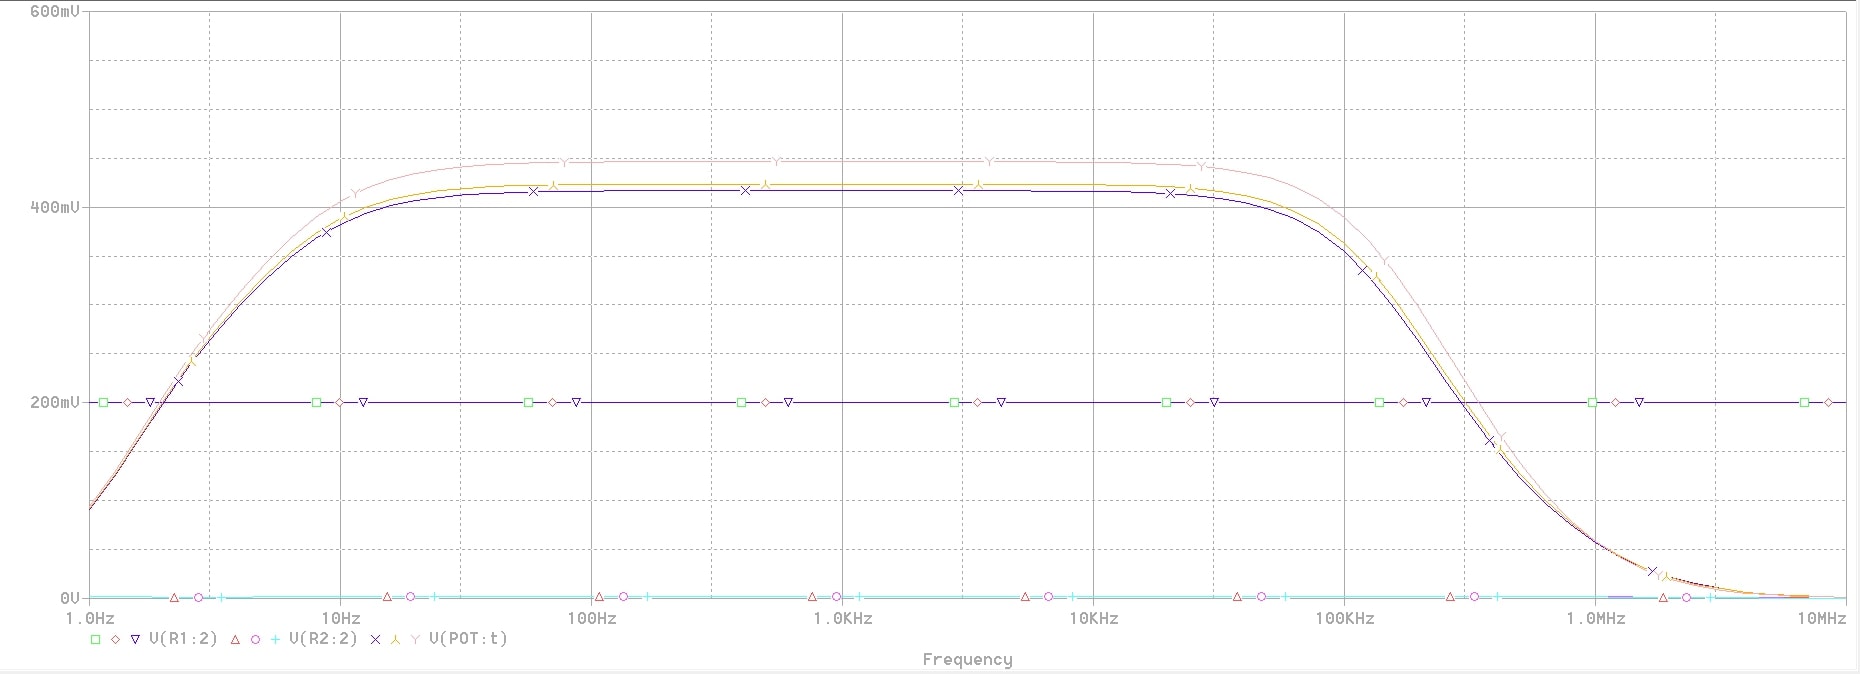 600mV
400mV
200mV
0V
1.0Hz 10Hz 100Hz 1.0KHz 10KHz 100KHz 1.0MHz 10MHz
V(R1:2) V(R2:2) V(POT:t)
Frequency